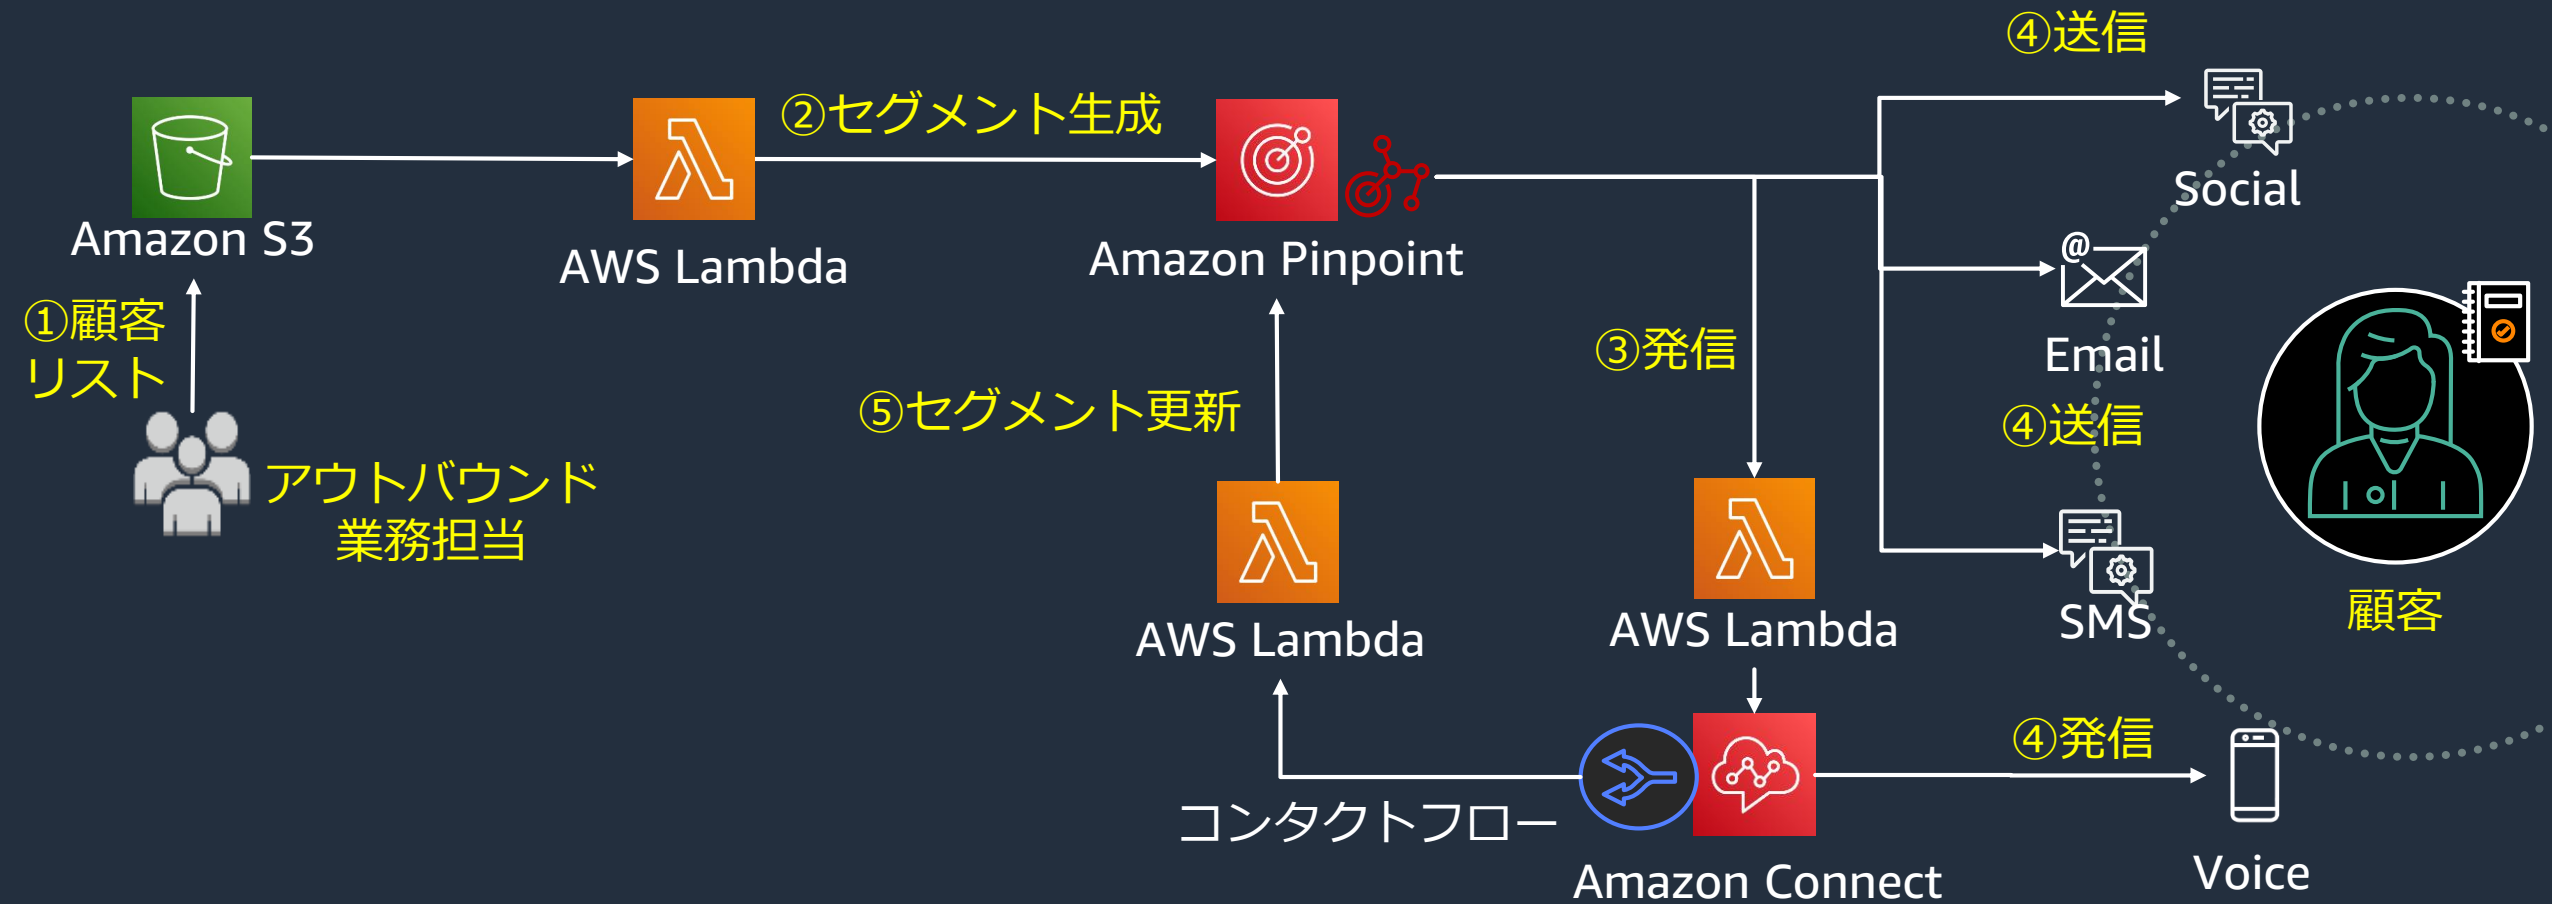 ④送信
②セグメント生成
Social
Amazon S3
AWS Lambda
Amazon Pinpoint
@
①顧客
リスト
③発信
Email
⑤セグメント更新
④送信
アウトバウンド
業務担当
AWS Lambda
AWS Lambda
SMS
顧客
④発信
コンタクトフロー
Amazon Connect
Voice